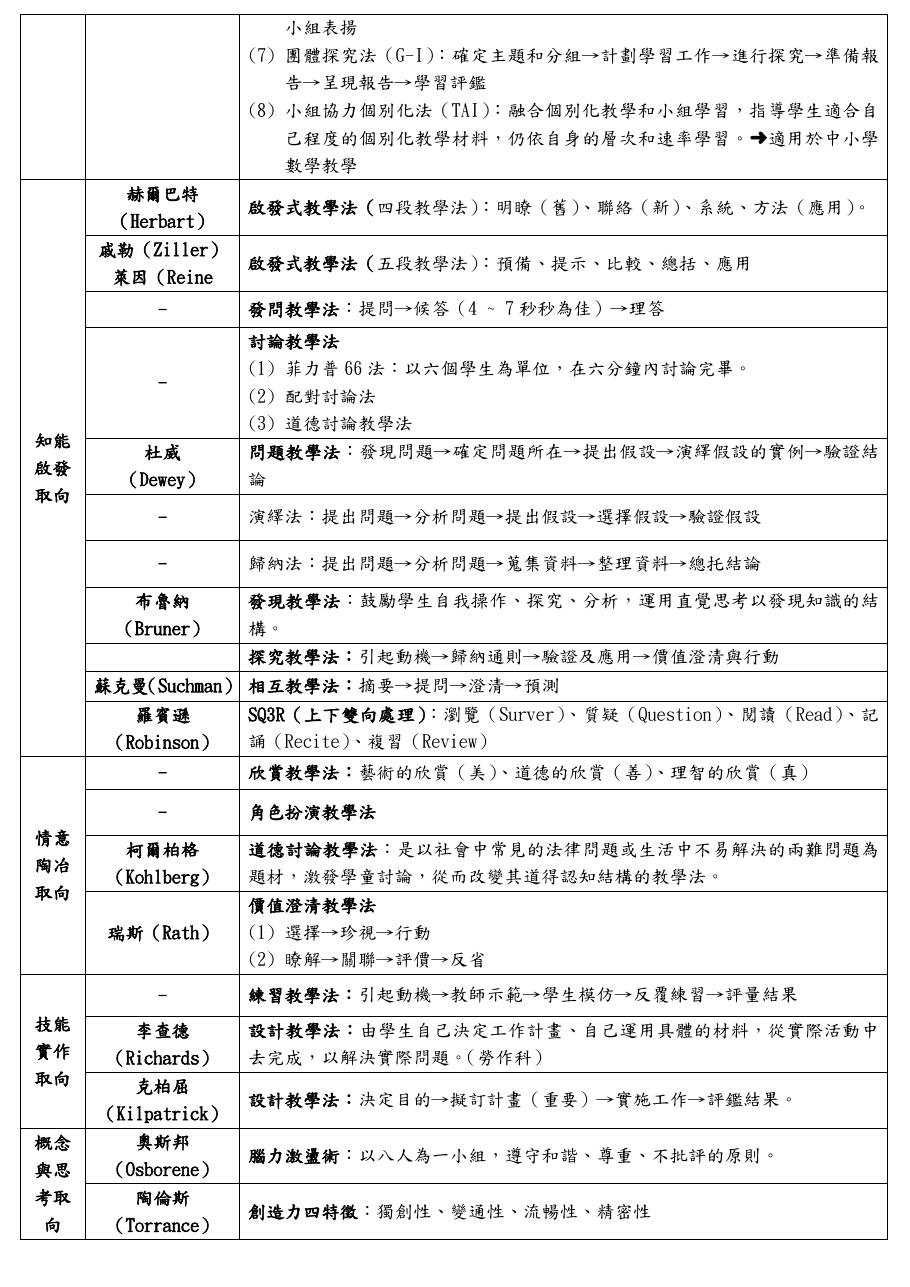 小組表揚
(7) 團體探究法（G-I）：確定主題和分組→計劃學習工作→進行探究→準備報
告→呈現報告→學習評鑑
(8) 小組協力個別化法（TAI）：融合個別化教學和小組學習，指導學生適合自
己程度的個別化教學材料，仍依自身的層次和速率學習。➜適用於中小學
數學教學
知能
啟發
取向
赫爾巴特
（Herbart）
啟發式教學法（四段教學法）：明瞭（舊）、聯絡（新）、系統、方法（應用）。
戚勒（Ziller）
萊因（Reine
啟發式教學法（五段教學法）：預備、提示、比較、總括、應用
–
發問教學法：提問→候答（4 ~ 7秒秒為佳）→理答
–
討論教學法
(1) 菲力普66法：以六個學生為單位，在六分鐘內討論完畢。
(2) 配對討論法
(3) 道德討論教學法
杜威
（Dewey）
問題教學法：發現問題→確定問題所在→提出假設→演繹假設的實例→驗證結
論
–
演繹法：提出問題→分析問題→提出假設→選擇假設→驗證假設
–
歸納法：提出問題→分析問題→蒐集資料→整理資料→總托結論
布魯納
（Bruner）
發現教學法：鼓勵學生自我操作、探究、分析，運用直覺思考以發現知識的結
構。
探究教學法：引起動機→歸納通則→驗證及應用→價值澄清與行動
蘇克曼(Suchman)
相互教學法：摘要→提問→澄清→預測
羅賓遜
（Robinson）
SQ3R（上下雙向處理）：瀏覽（Surver）、質疑（Question）、閱讀（Read）、記
誦（Recite）、複習（Review）
情意
陶冶
取向
–
欣賞教學法：藝術的欣賞（美）、道德的欣賞（善）、理智的欣賞（真）
–
角色扮演教學法
柯爾柏格
（Kohlberg）
道德討論教學法：是以社會中常見的法律問題或生活中不易解決的兩難問題為
題材，激發學童討論，從而改變其道得認知結構的教學法。
瑞斯（Rath）
價值澄清教學法
(1) 選擇→珍視→行動
(2) 瞭解→關聯→評價→反省
技能
實作
取向
–
練習教學法：引起動機→教師示範→學生模仿→反覆練習→評量結果
李查德
（Richards）
設計教學法：由學生自己決定工作計畫、自己運用具體的材料，從實際活動中
去完成，以解決實際問題。（勞作科）
克柏屈
（Kilpatrick）
設計教學法：決定目的→擬訂計畫（重要）→實施工作→評鑑結果。
概念
與思
考取
向
奧斯邦
（Osborene）
腦力激盪術：以八人為一小組，遵守和諧、尊重、不批評的原則。
陶倫斯
（Torrance）
創造力四特徵：獨創性、變通性、流暢性、精密性